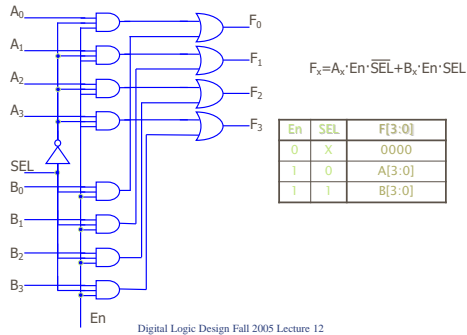 A0
A1
A2
A3
SEL
B0
B1
B2
B3
En
F0
F1
F2
F3
Fx=Ax·En·S̅E̅L̅+Bx·En·SEL
En SEL F[3:0]
0 X 0000
1 0 A[3:0]
1 1 B[3:0]
Digital Logic Design Fall 2005 Lecture 12